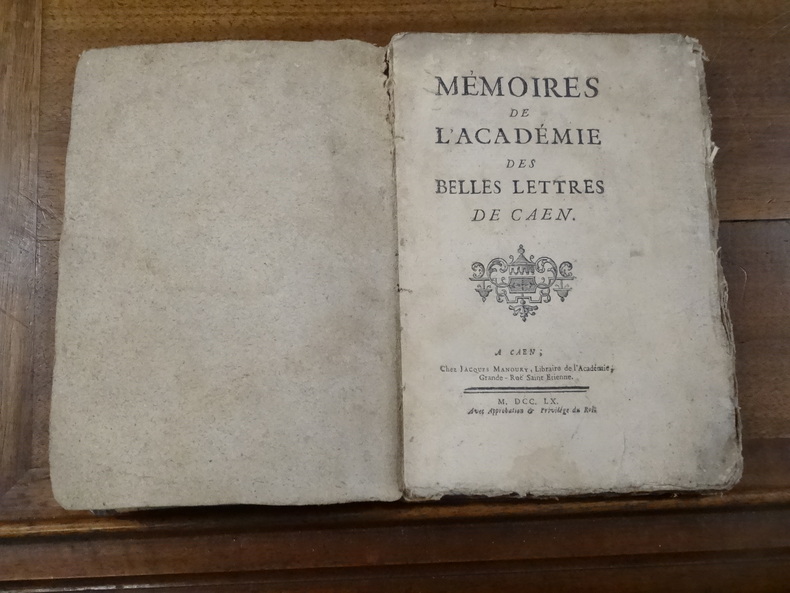 MÉMOIRES
DE
L'ACADÉMIE
DES
BELLES LETTRES
DE CAEN.
A CAEN;
Chez JACQUES MANOURY, Libraire de l'Académie;
Grande-Rue Saint Etienne.
M. DCC. LX.
Avec Approbation & Privilége du Roi.